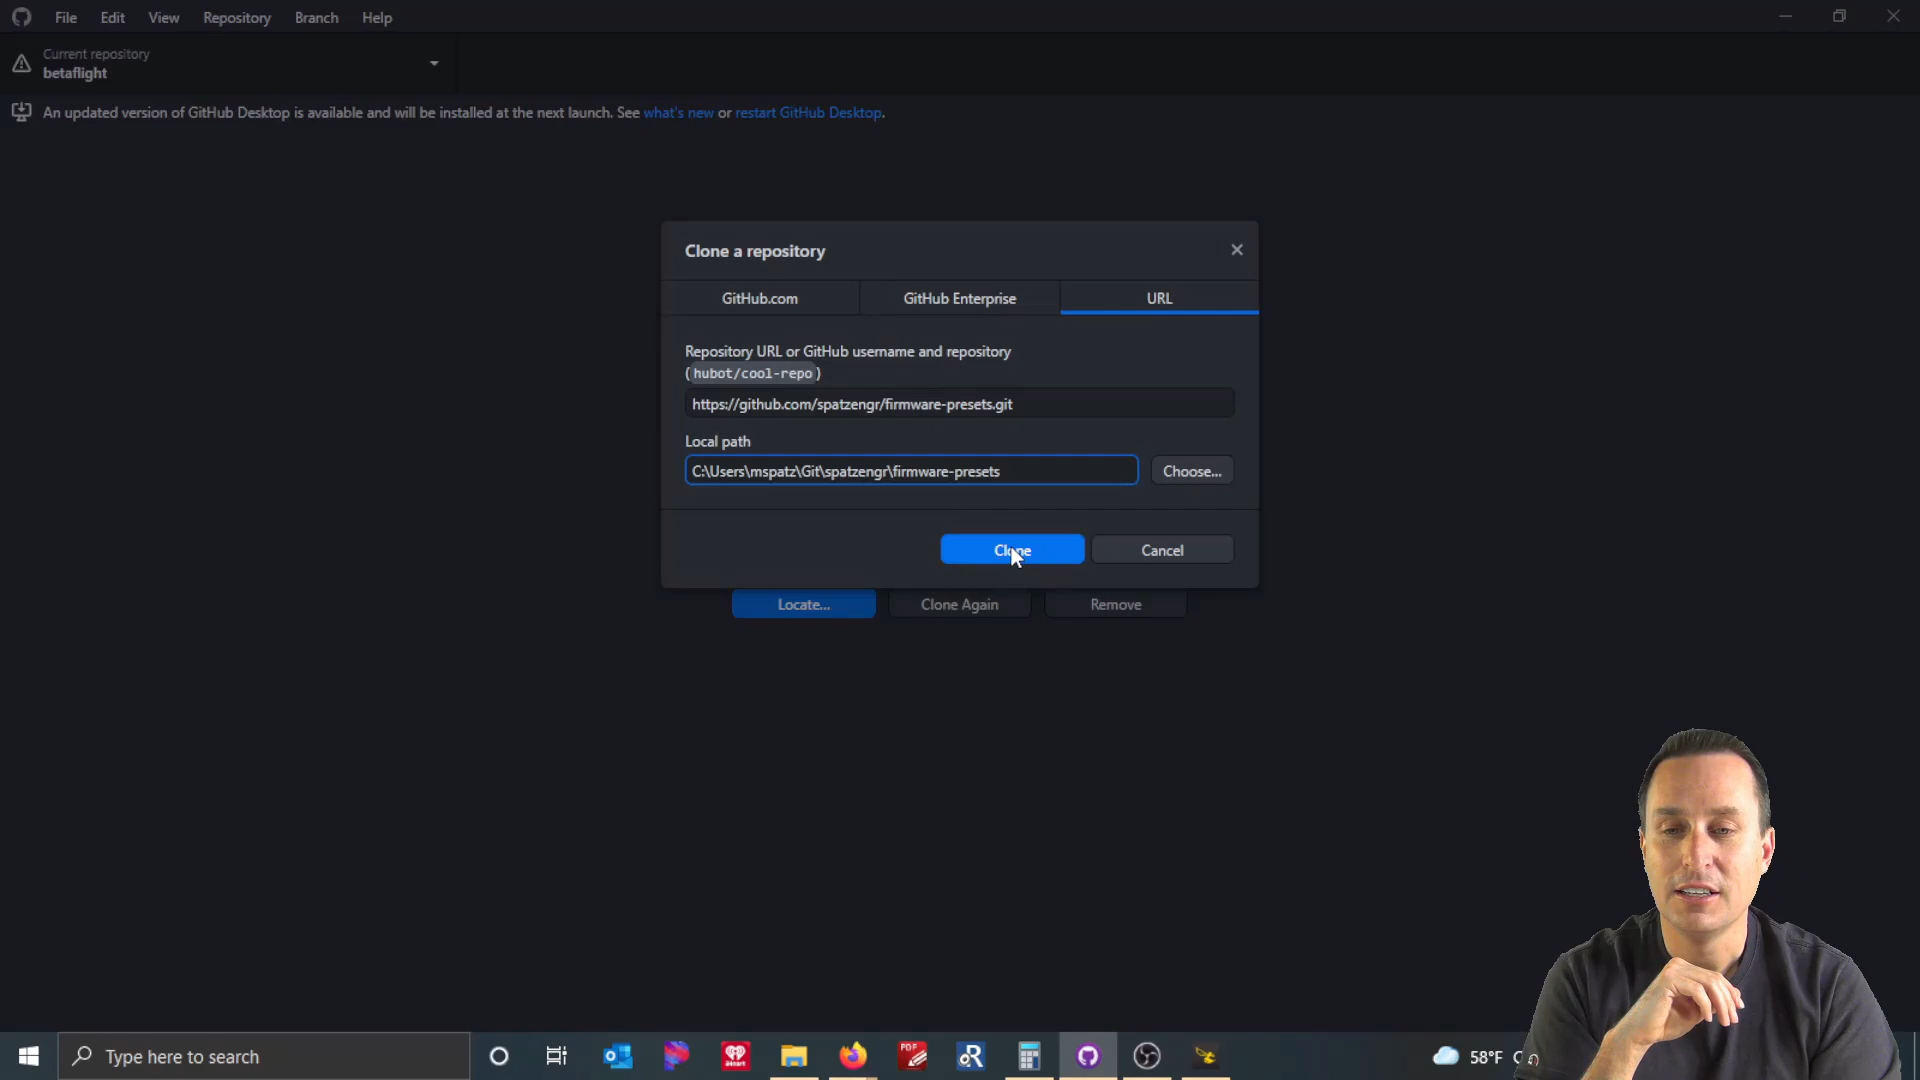 File Edit View Repository Branch Help
Current repository
betaflight
An updated version of GitHub Desktop is available and will be installed at the next launch. See what's new or restart GitHub Desktop.
Clone a repository
GitHub.com GitHub Enterprise URL
Repository URL or GitHub username and repository
(hubot/cool-repo)
https://github.com/spatzengr/firmware-presets.git
Local path
C:\Users\mspatz\Git\spatzengr\firmware-presets Choose...
Clone Cancel
Locate... Clone Again Remove
Type here to search PDF 58°F